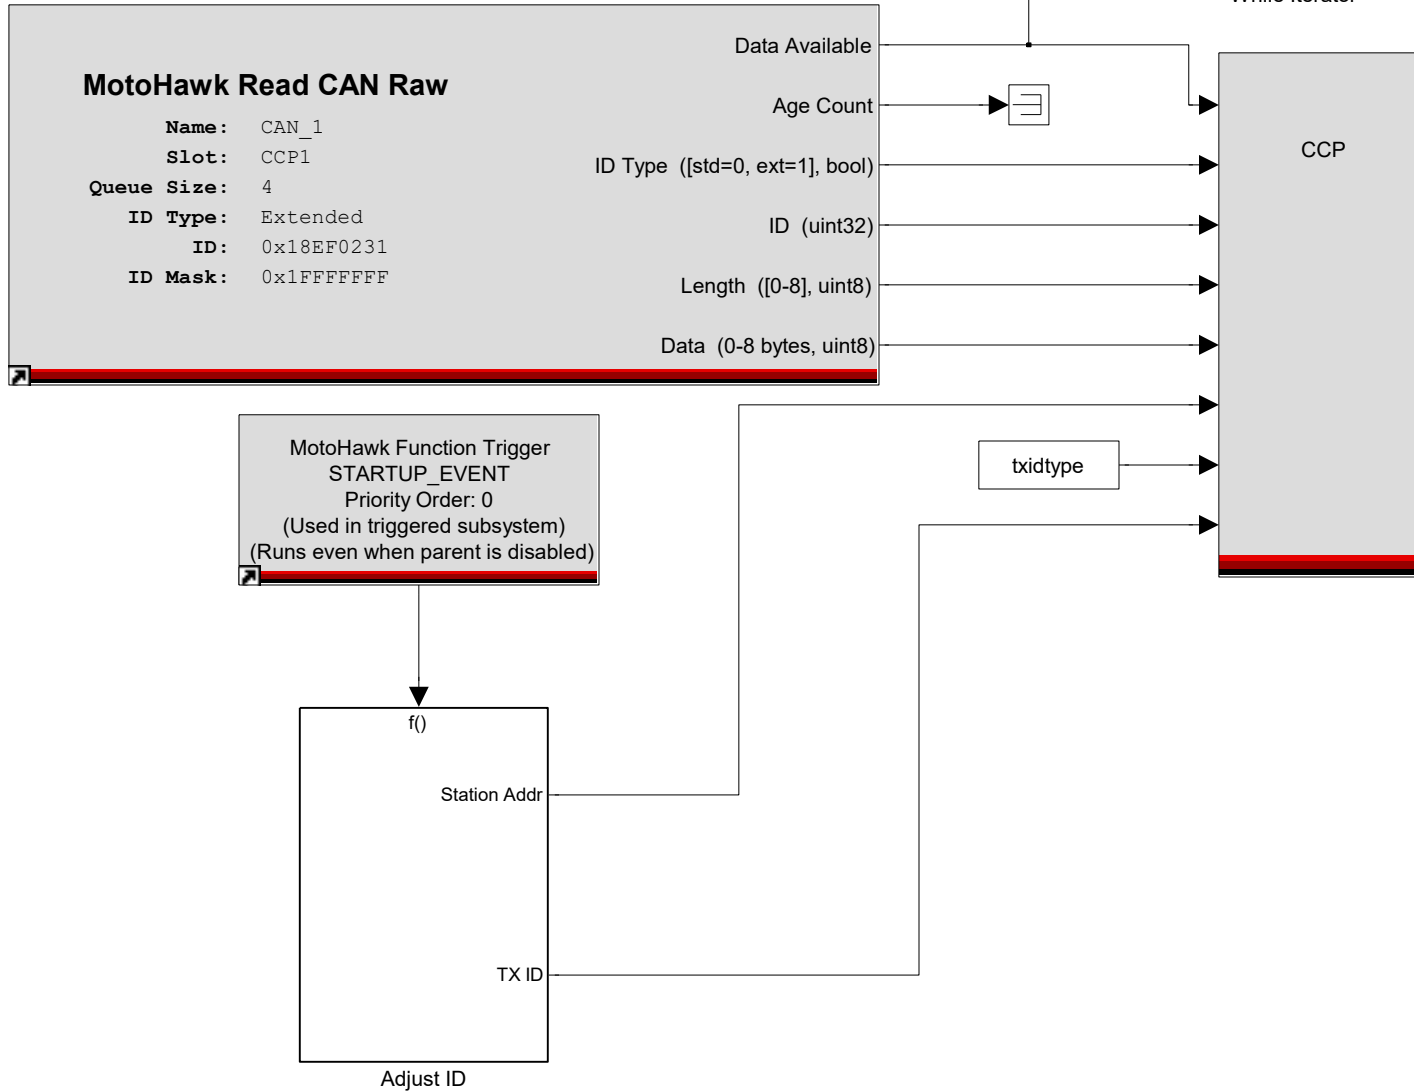 Data Available
MotoHawk Read CAN Raw
Age Count
Name: CAN_1
Slot: CCP1
CCP
ID Type ([std=0, ext=1], bool)
Queue Size: 4
ID Type: Extended
ID (uint32)
ID: 0x18EF0231
ID Mask: 0x1FFFFFFF
Length ([0-8], uint8)
Data (0-8 bytes, uint8)
MotoHawk Function Trigger
STARTUP_EVENT
Priority Order: 0
(Used in triggered subsystem)
(Runs even when parent is disabled)
txidtype
f()
Station Addr
TX ID
Adjust ID